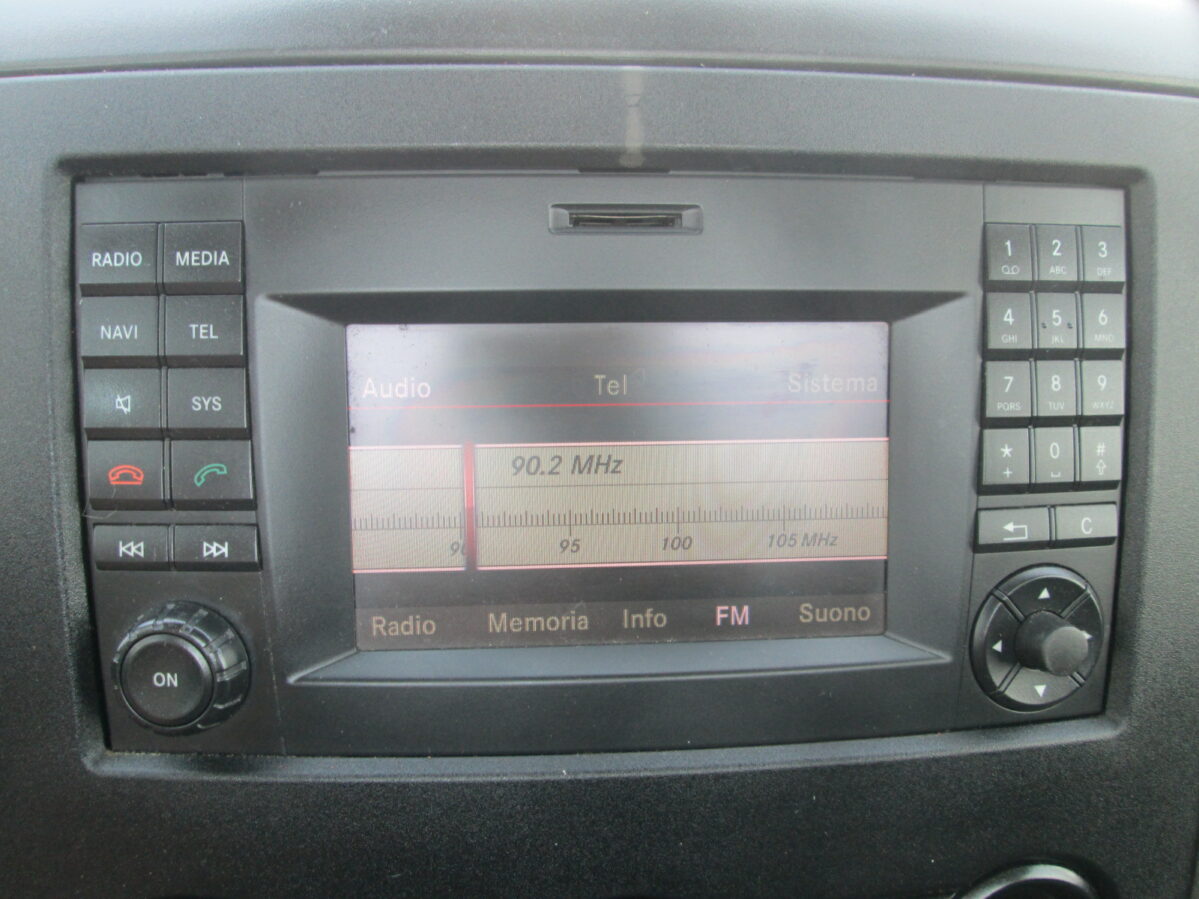 RADIO MEDIA
NAVI TEL
SYS
ON
Audio Tel Sistema
90.2 MHz
90 95 100 105 MHz
Radio Memoria Info FM Suono
1 2 3
ABC DEF
4 5 6
GHI JKL MNO
7 8 9
PQRS TUV WXYZ
* 0 #
+
C